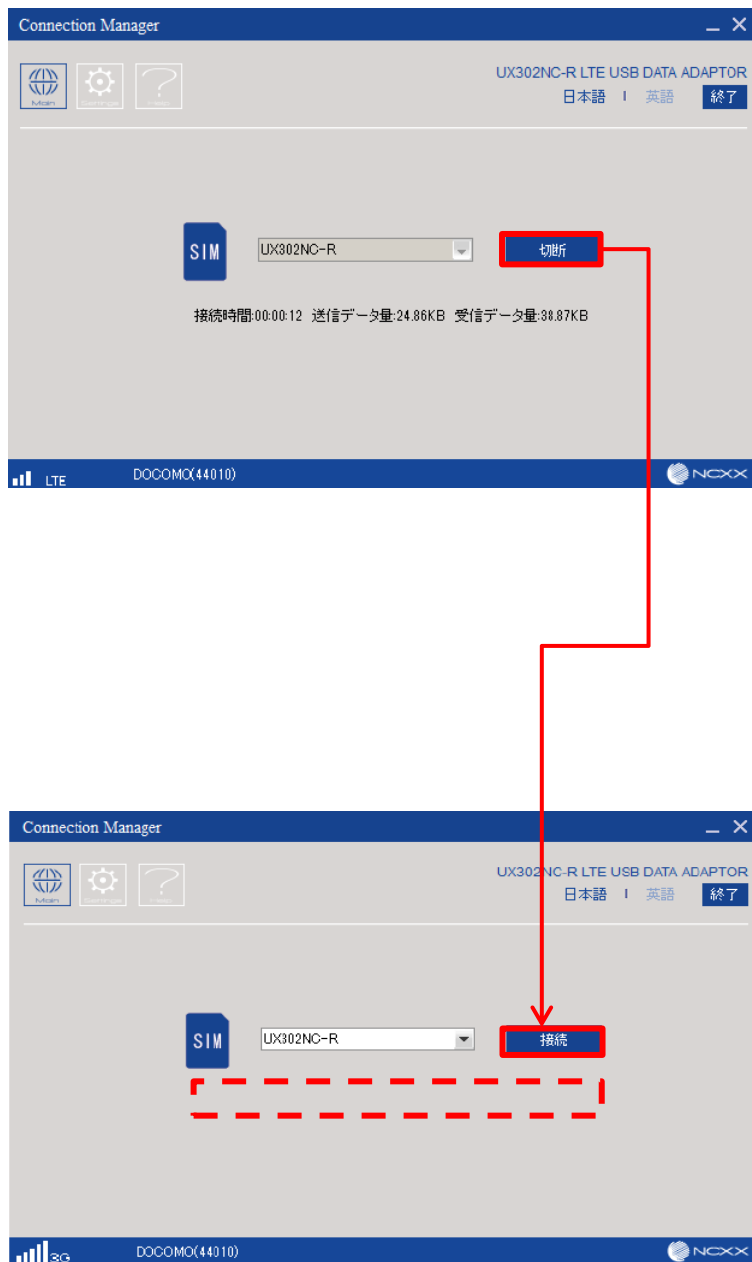 Connection Manager
UX302NC-R LTE USB DATA ADAPTOR
Main Settings Help
日本語 | 英語 終了
SIM UX302NC-R 切断
接続時間:00:00:12 送信データ量:24.86KB 受信データ量:38.87KB
LTE DOCOMO(44010) NCXX
Connection Manager
UX302NC-R LTE USB DATA ADAPTOR
Main Settings Help
日本語 | 英語 終了
SIM UX302NC-R 接続
3G DOCOMO(44010) NCXX